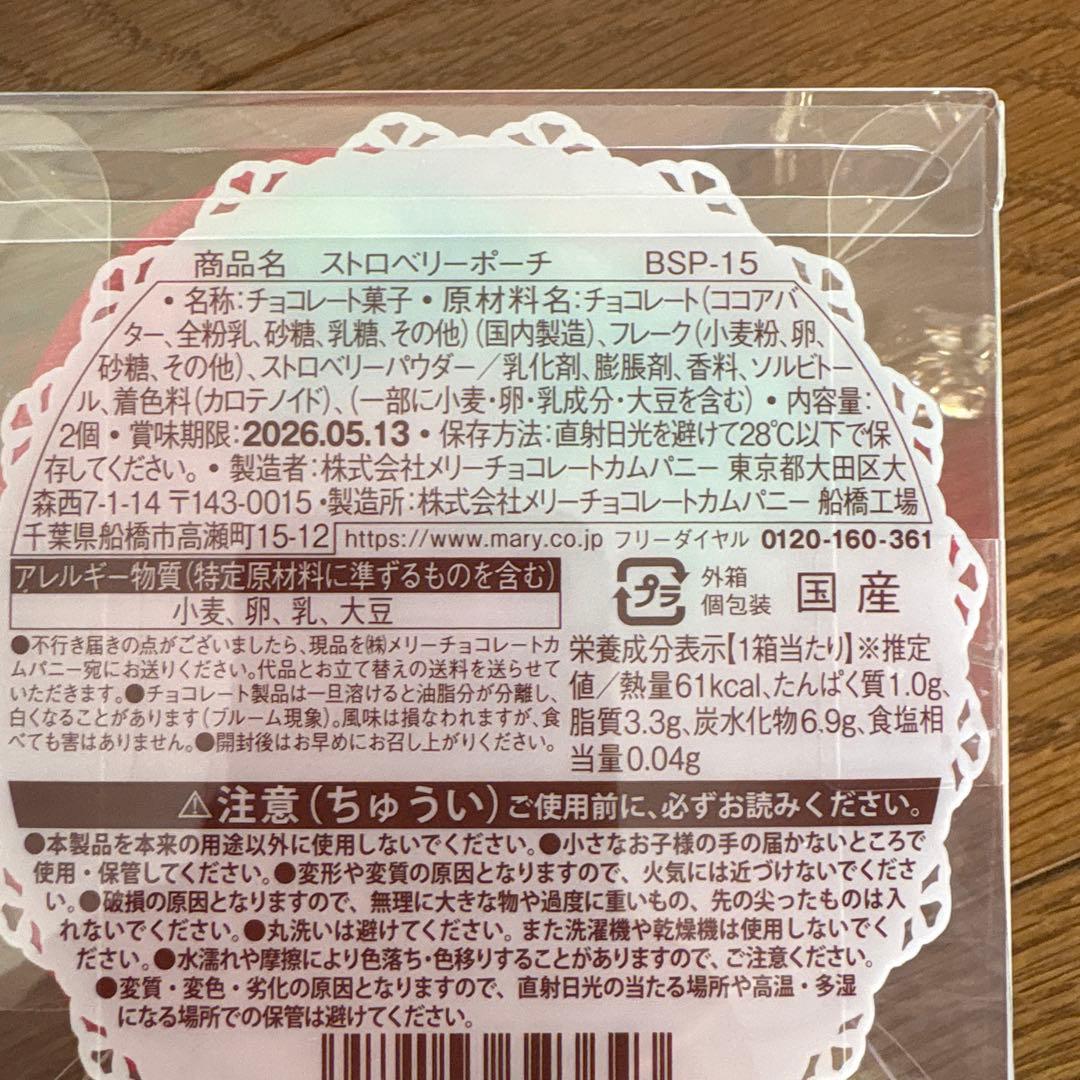 商品名 ストロベリーポーチ BSP-15
・名称:チョコレート菓子・原材料名:チョコレート(ココアバ
ター、全粉乳、砂糖、乳糖、その他)(国内製造)、フレーク(小麦粉、卵、
砂糖、その他)、ストロベリーパウダー/乳化剤、膨脹剤、香料、ソルビトー
ル、着色料(カロテノイド)、(一部に小麦・卵・乳成分・大豆を含む)・内容量:
2個・賞味期限:2026.05.13・保存方法:直射日光を避けて28℃以下で保
存してください。・製造者:株式会社メリーチョコレートカムパニー 東京都大田区大
森西7-1-14 〒143-0015・製造所:株式会社メリーチョコレートカムパニー 船橋工場
千葉県船橋市高瀬町15-12 https://www.mary.co.jp フリーダイヤル 0120-160-361
アレルギー物質(特定原材料に準ずるものを含む)
小麦、卵、乳、大豆
プラ 外箱
個包装
国産
●不行き届きの点がございましたら、現品を㈱メリーチョコレートカ
ムパニー宛にお送りください。代品とお立て替えの送料を送らせて
いただきます。●チョコレート製品は一旦溶けると油脂分が分離し、
白くなることがあります(ブルーム現象)。風味は損なわれますが、食
べても害はありません。●開封後はお早めにお召し上がりください。
栄養成分表示【1箱当たり】※推定
値/熱量61kcal、たんぱく質1.0g、
脂質3.3g、炭水化物6.9g、食塩相
当量0.04g
⚠注意(ちゅうい)ご使用前に、必ずお読みください。
●本製品を本来の用途以外に使用しないでください。●小さなお子様の手の届かないところで
使用・保管してください。●変形や変質の原因となりますので、火気には近づけないでくださ
い。●破損の原因となりますので、無理に大きな物や過度に重いもの、先の尖ったものは入
れないでください。●丸洗いは避けてください。また洗濯機や乾燥機は使用しないでく
ださい。●水濡れや摩擦により色落ち・色移りすることがありますので、ご注意ください。
●変質・変色・劣化の原因となりますので、直射日光の当たる場所や高温・多湿
になる場所での保管は避けてください。